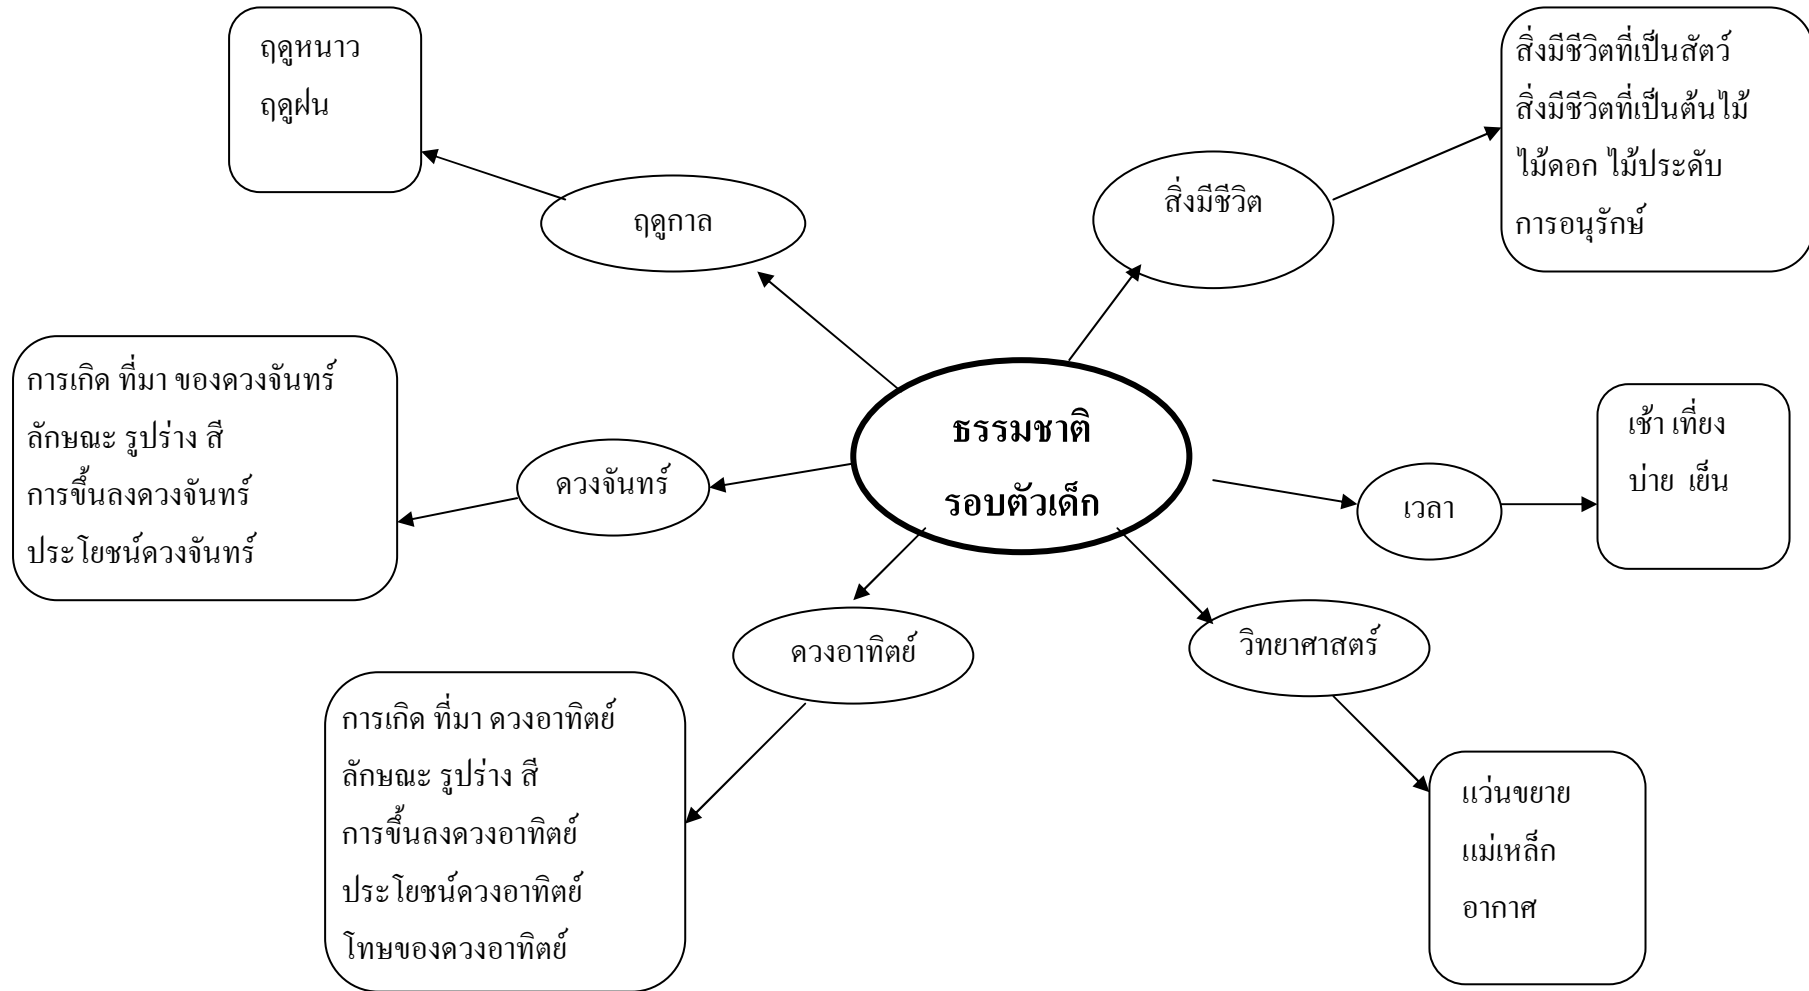 ฤดูหนาว
ฤดูฝน
ฤดูกาล
สิ่งมีชีวิต
สิ่งมีชีวิตที่เป็นสัตว์
สิ่งมีชีวิตที่เป็นต้นไม้
ไม้ดอก ไม้ประดับ
การอนุรักษ์
การเกิด ที่มา ของดวงจันทร์
ลักษณะ รูปร่าง สี
การขึ้นลงดวงจันทร์
ประโยชน์ดวงจันทร์
ดวงจันทร์
ธรรมชาติ
รอบตัวเด็ก
เวลา
เช้า เที่ยง
บ่าย เย็น
ดวงอาทิตย์
วิทยาศาสตร์
การเกิด ที่มา ดวงอาทิตย์
ลักษณะ รูปร่าง สี
การขึ้นลงดวงอาทิตย์
ประโยชน์ดวงอาทิตย์
โทษของดวงอาทิตย์
แว่นขยาย
แม่เหล็ก
อากาศ